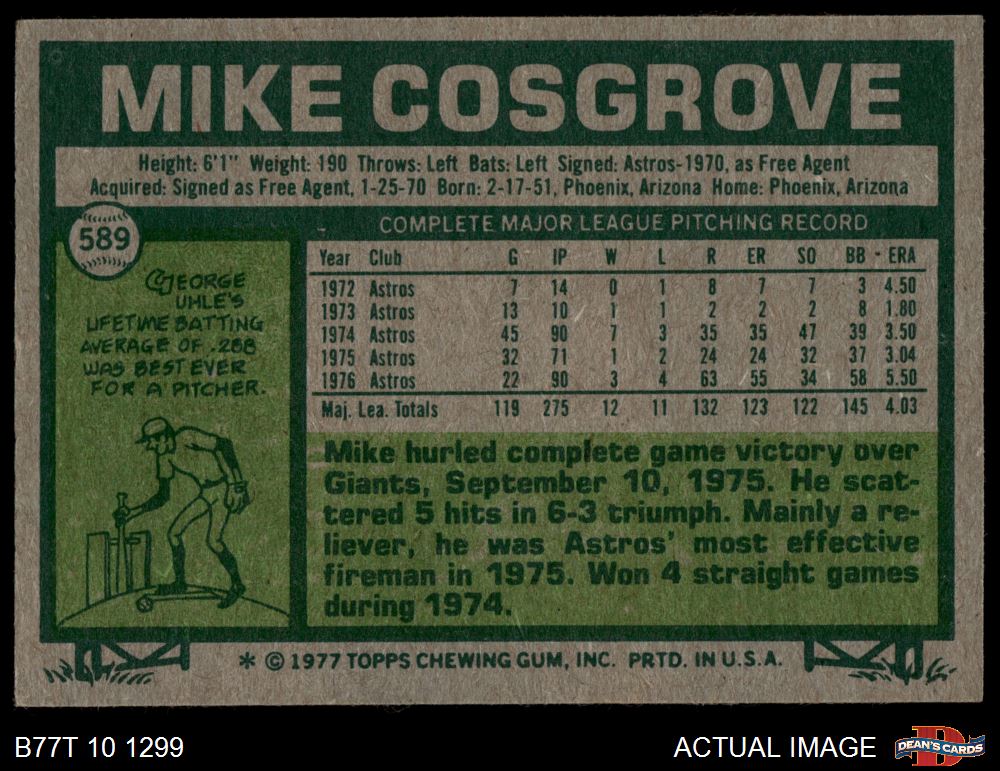 MIKE COSGROVE
Height: 6'1" Weight: 190 Throws: Left Bats: Left Signed: Astros-1970, as Free Agent
Acquired: Signed as Free Agent, 1-25-70 Born: 2-17-51, Phoenix, Arizona Home: Phoenix, Arizona
589
GEORGE
UHLE'S
LIFETIME BATTING
AVERAGE OF .288
WAS BEST EVER
FOR A PITCHER.
COMPLETE MAJOR LEAGUE PITCHING RECORD
Year Club G IP W L R ER SO BB ERA
1972 Astros 7 14 0 1 8 7 7 3 4.50
1973 Astros 13 10 1 1 2 2 2 8 1.80
1974 Astros 45 90 7 3 35 35 47 39 3.50
1975 Astros 32 71 1 2 24 24 32 37 3.04
1976 Astros 22 90 3 4 63 55 34 58 5.50
Maj. Lea. Totals 119 275 12 11 132 123 122 145 4.03
Mike hurled complete game victory over
Giants, September 10, 1975. He scat-
tered 5 hits in 6-3 triumph. Mainly a re-
liever, he was Astros' most effective
fireman in 1975. Won 4 straight games
during 1974.
* © 1977 TOPPS CHEWING GUM, INC. PRTD. IN U.S.A.
B77T 10 1299
ACTUAL IMAGE
DEAN'S CARDS